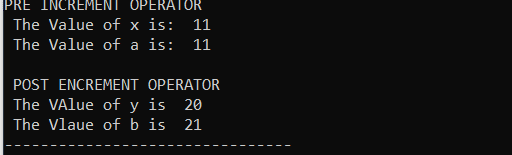 PRE INCREMENT OPERATOR
The Value of x is:  11
The Value of a is:  11
POST ENCREMENT OPERATOR
The VAlue of y is  20
The Vlaue of b is  21
--------------------------------